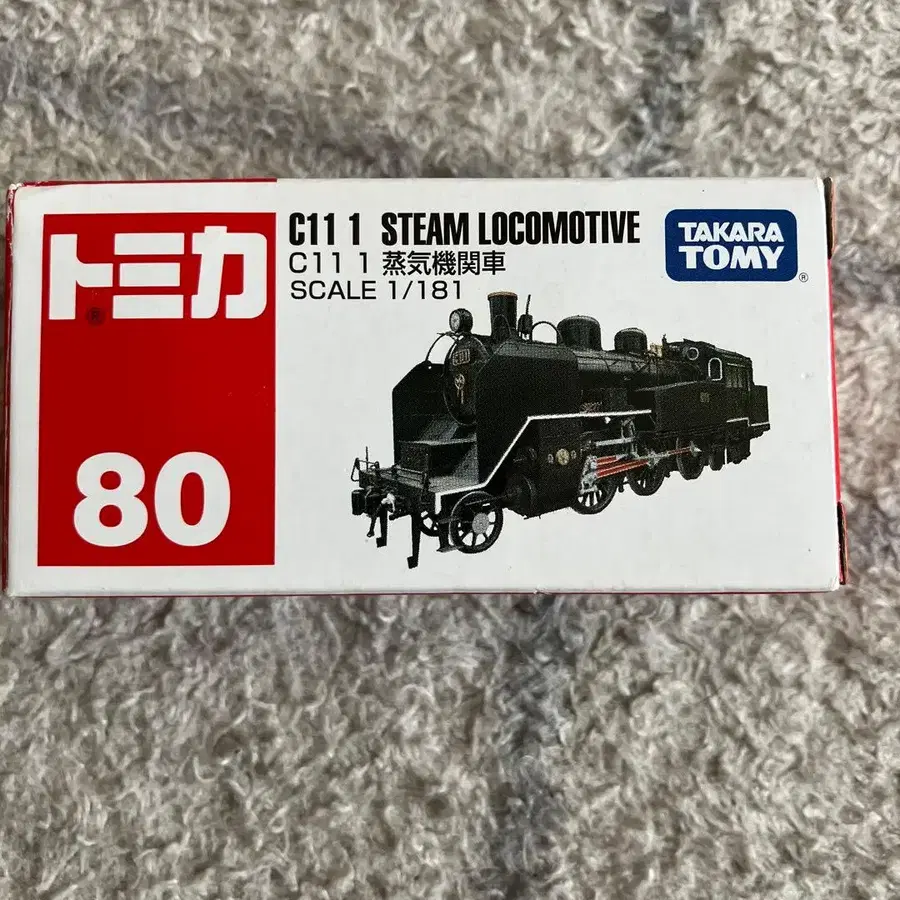 トミカ®
80
C11 1 STEAM LOCOMOTIVE
C11 1 蒸気機関車
SCALE 1/181
TAKARA
TOMY®